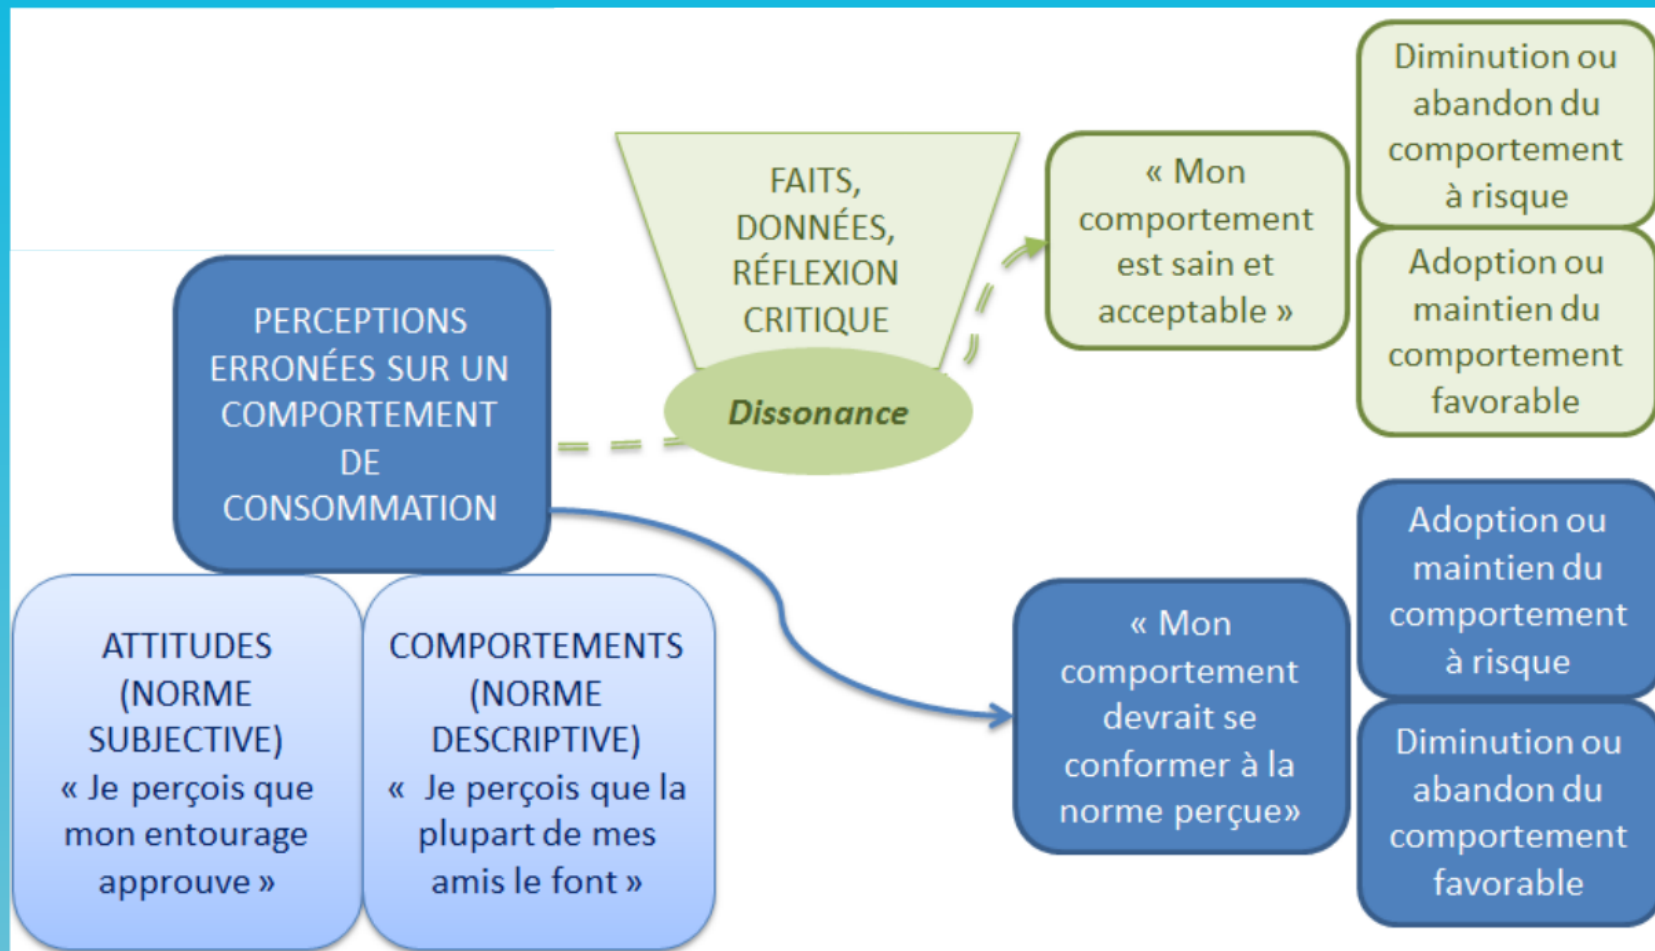 PERCEPTIONS
ERRONÉES SUR UN
COMPORTEMENT
DE
CONSOMMATION
ATTITUDES
(NORME
SUBJECTIVE)
« Je perçois que
mon entourage
approuve »
COMPORTEMENTS
(NORME
DESCRIPTIVE)
«  Je perçois que la
plupart de mes
amis le font »
FAITS,
DONNÉES,
RÉFLEXION
CRITIQUE
Dissonance
« Mon
comportement
est sain et
acceptable »
Diminution ou
abandon du
comportement
à risque
Adoption ou
maintien du
comportement
favorable
« Mon
comportement
devrait se
conformer à la
norme perçue»
Adoption ou
maintien du
comportement
à risque
Diminution ou
abandon du
comportement
favorable